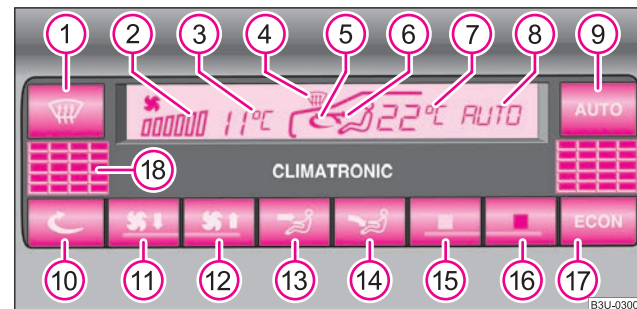 1 2 3 4 5 6 7 8 9
11°C 22°C AUTO AUTO
18
CLIMATRONIC
ECON
10 11 12 13 14 15 16 17
B3U-0300